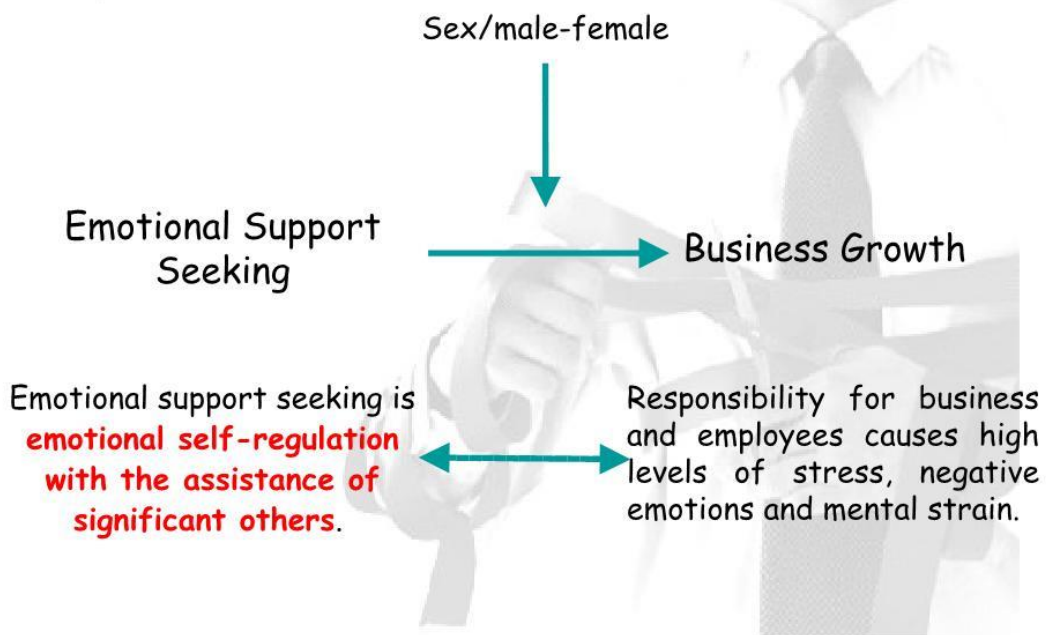 Sex/male-female
Emotional Support
Seeking
Business Growth
Emotional support seeking is
emotional self-regulation
with the assistance of
significant others.
Responsibility for business
and employees causes high
levels of stress, negative
emotions and mental strain.